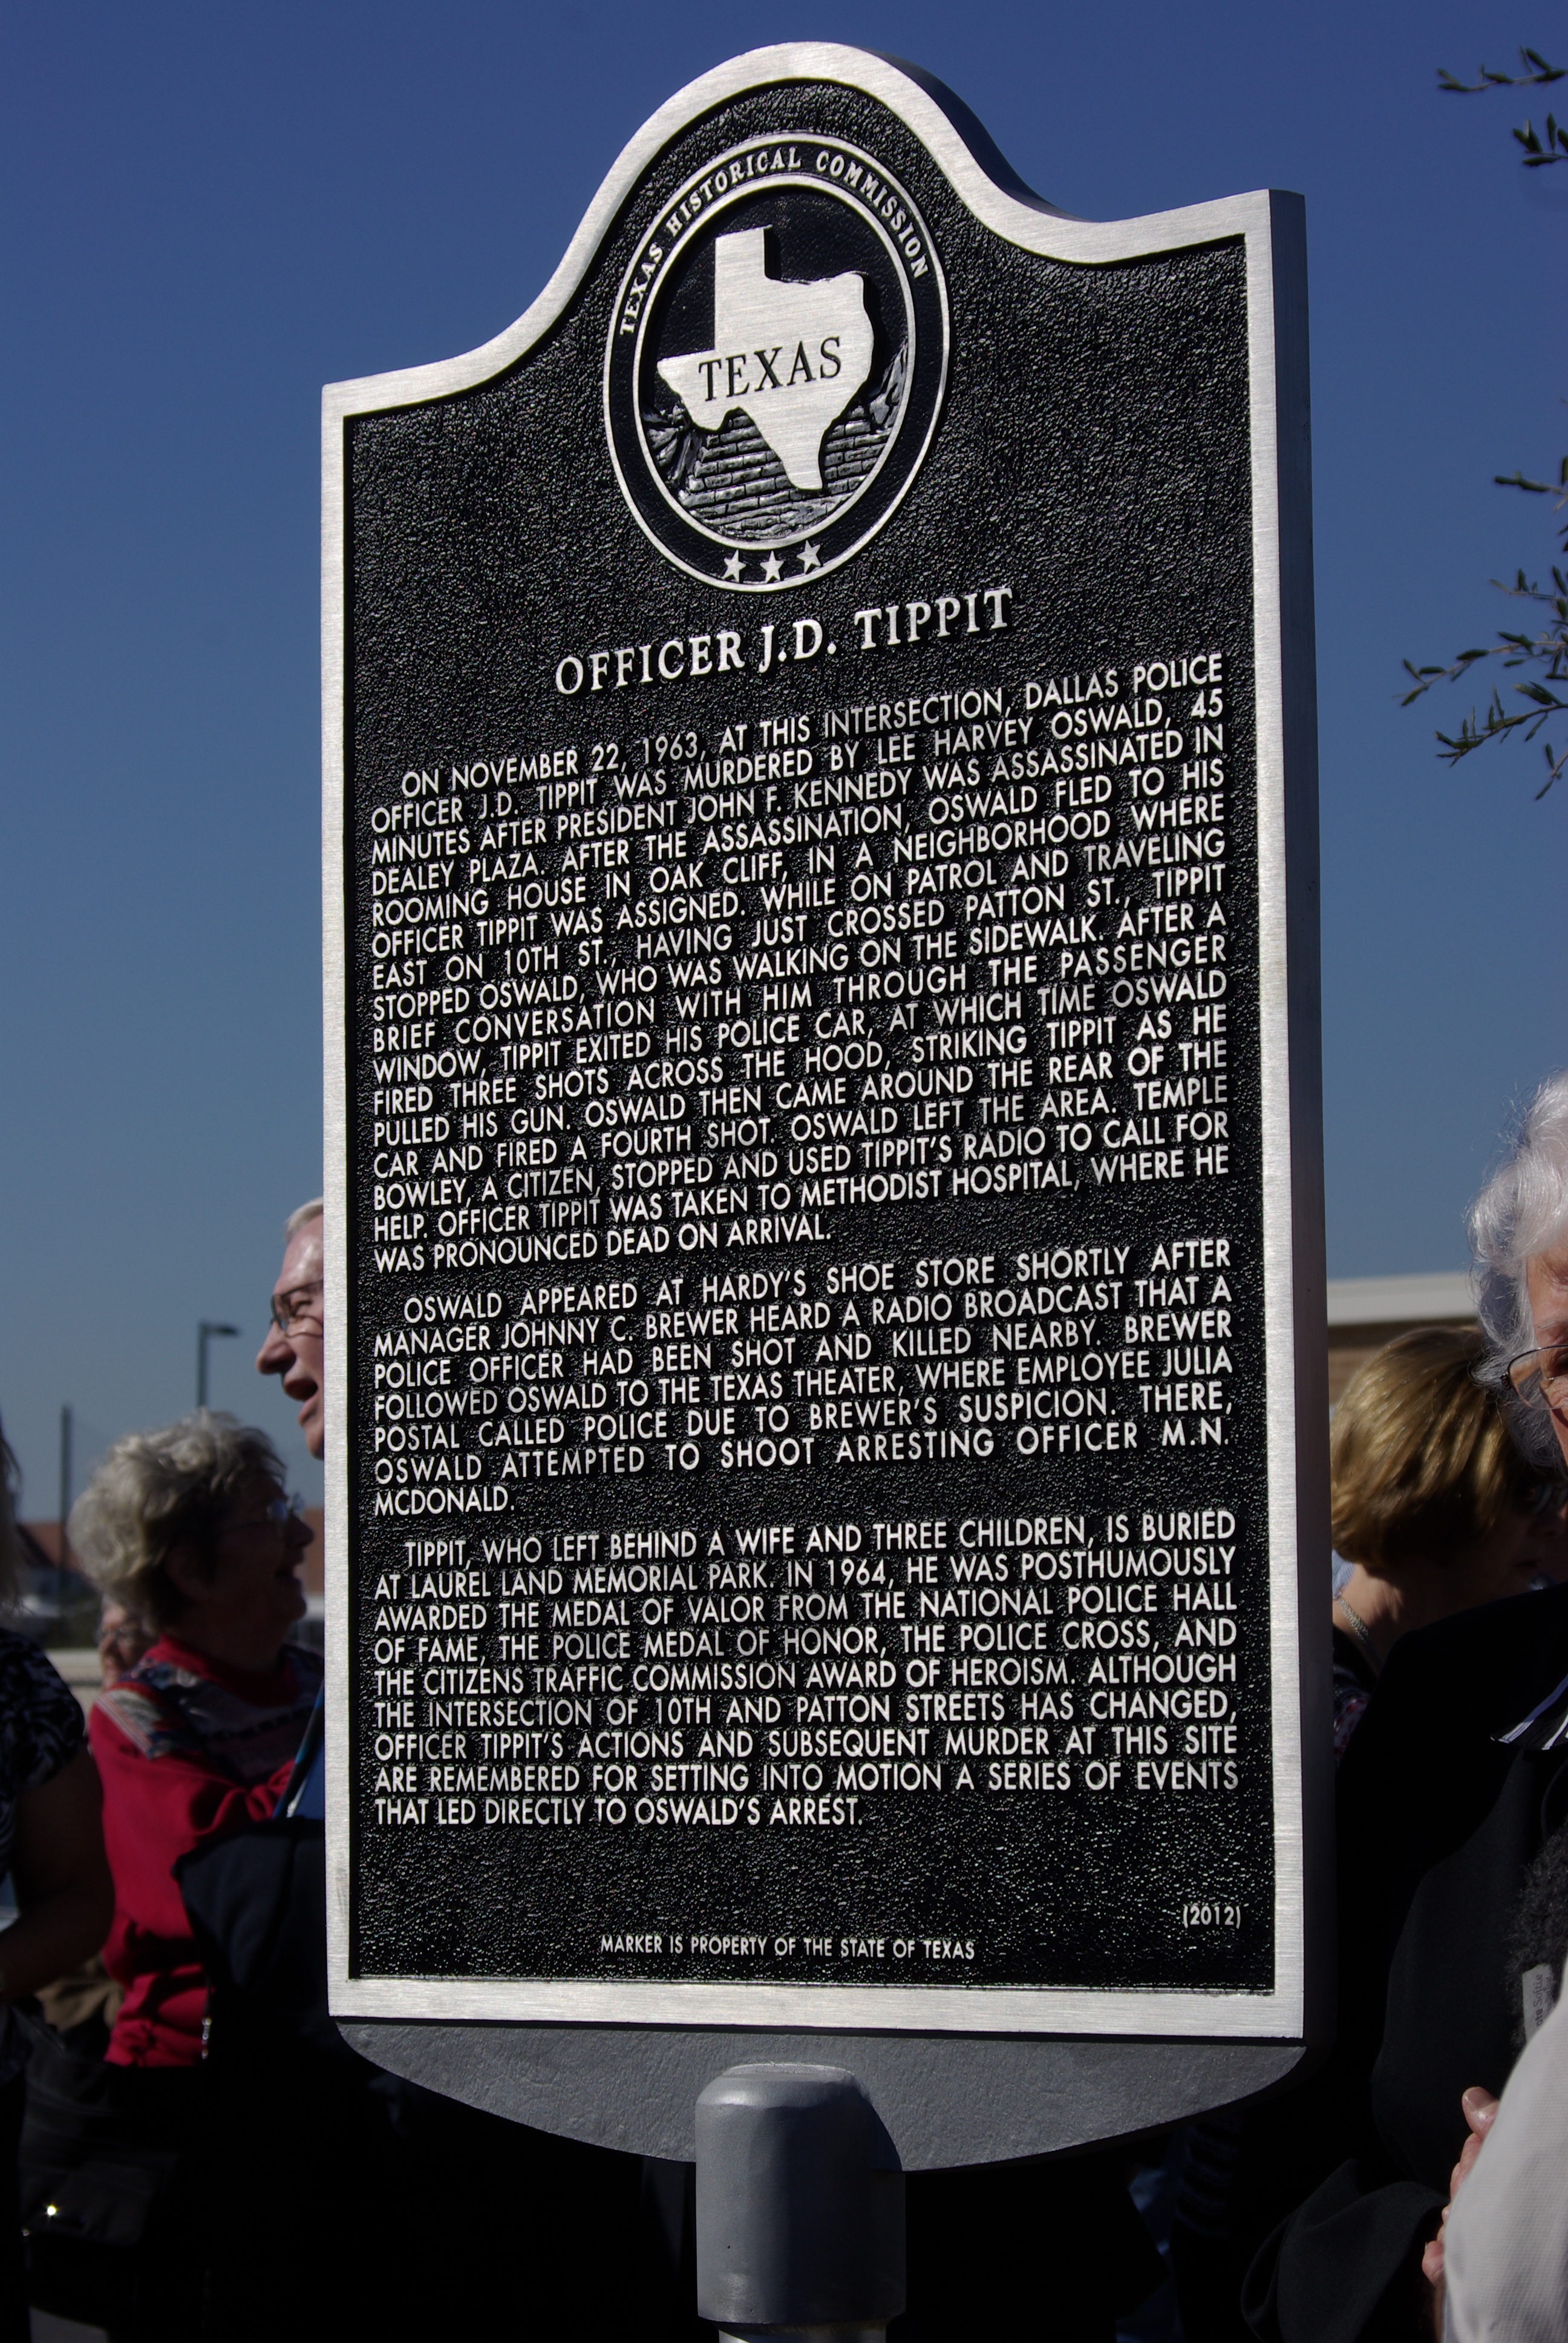 TEXAS HISTORICAL COMMISSION
TEXAS
OFFICER J.D. TIPPIT
ON NOVEMBER 22, 1963, AT THIS INTERSECTION, DALLAS POLICE
OFFICER J.D. TIPPIT WAS MURDERED BY LEE HARVEY OSWALD, 45
MINUTES AFTER PRESIDENT JOHN F. KENNEDY WAS ASSASSINATED IN
DEALEY PLAZA. AFTER THE ASSASSINATION, OSWALD FLED TO HIS
ROOMING HOUSE IN OAK CLIFF, IN A NEIGHBORHOOD WHERE
OFFICER TIPPIT WAS ASSIGNED. WHILE ON PATROL AND TRAVELING
EAST ON 10TH ST., HAVING JUST CROSSED PATTON ST., TIPPIT
STOPPED OSWALD, WHO WAS WALKING ON THE SIDEWALK. AFTER A
BRIEF CONVERSATION WITH HIM THROUGH THE PASSENGER
WINDOW, TIPPIT EXITED HIS POLICE CAR, AT WHICH TIME OSWALD
FIRED THREE SHOTS ACROSS THE HOOD, STRIKING TIPPIT AS HE
PULLED HIS GUN. OSWALD THEN CAME AROUND THE REAR OF THE
CAR AND FIRED A FOURTH SHOT. OSWALD LEFT THE AREA. TEMPLE
BOWLEY, A CITIZEN, STOPPED AND USED TIPPIT'S RADIO TO CALL FOR
HELP. OFFICER TIPPIT WAS TAKEN TO METHODIST HOSPITAL, WHERE HE
WAS PRONOUNCED DEAD ON ARRIVAL.
OSWALD APPEARED AT HARDY'S SHOE STORE SHORTLY AFTER
MANAGER JOHNNY C. BREWER HEARD A RADIO BROADCAST THAT A
POLICE OFFICER HAD BEEN SHOT AND KILLED NEARBY. BREWER
FOLLOWED OSWALD TO THE TEXAS THEATER, WHERE EMPLOYEE JULIA
POSTAL CALLED POLICE DUE TO BREWER'S SUSPICION. THERE,
OSWALD ATTEMPTED TO SHOOT ARRESTING OFFICER M.N.
MCDONALD.
TIPPIT, WHO LEFT BEHIND A WIFE AND THREE CHILDREN, IS BURIED
AT LAUREL LAND MEMORIAL PARK. IN 1964, HE WAS POSTHUMOUSLY
AWARDED THE MEDAL OF VALOR FROM THE NATIONAL POLICE HALL
OF FAME, THE POLICE MEDAL OF HONOR, THE POLICE CROSS, AND
THE CITIZENS TRAFFIC COMMISSION AWARD OF HEROISM. ALTHOUGH
THE INTERSECTION OF 10TH AND PATTON STREETS HAS CHANGED,
OFFICER TIPPIT'S ACTIONS AND SUBSEQUENT MURDER AT THIS SITE
ARE REMEMBERED FOR SETTING INTO MOTION A SERIES OF EVENTS
THAT LED DIRECTLY TO OSWALD'S ARREST.
(2012)
MARKER IS PROPERTY OF THE STATE OF TEXAS